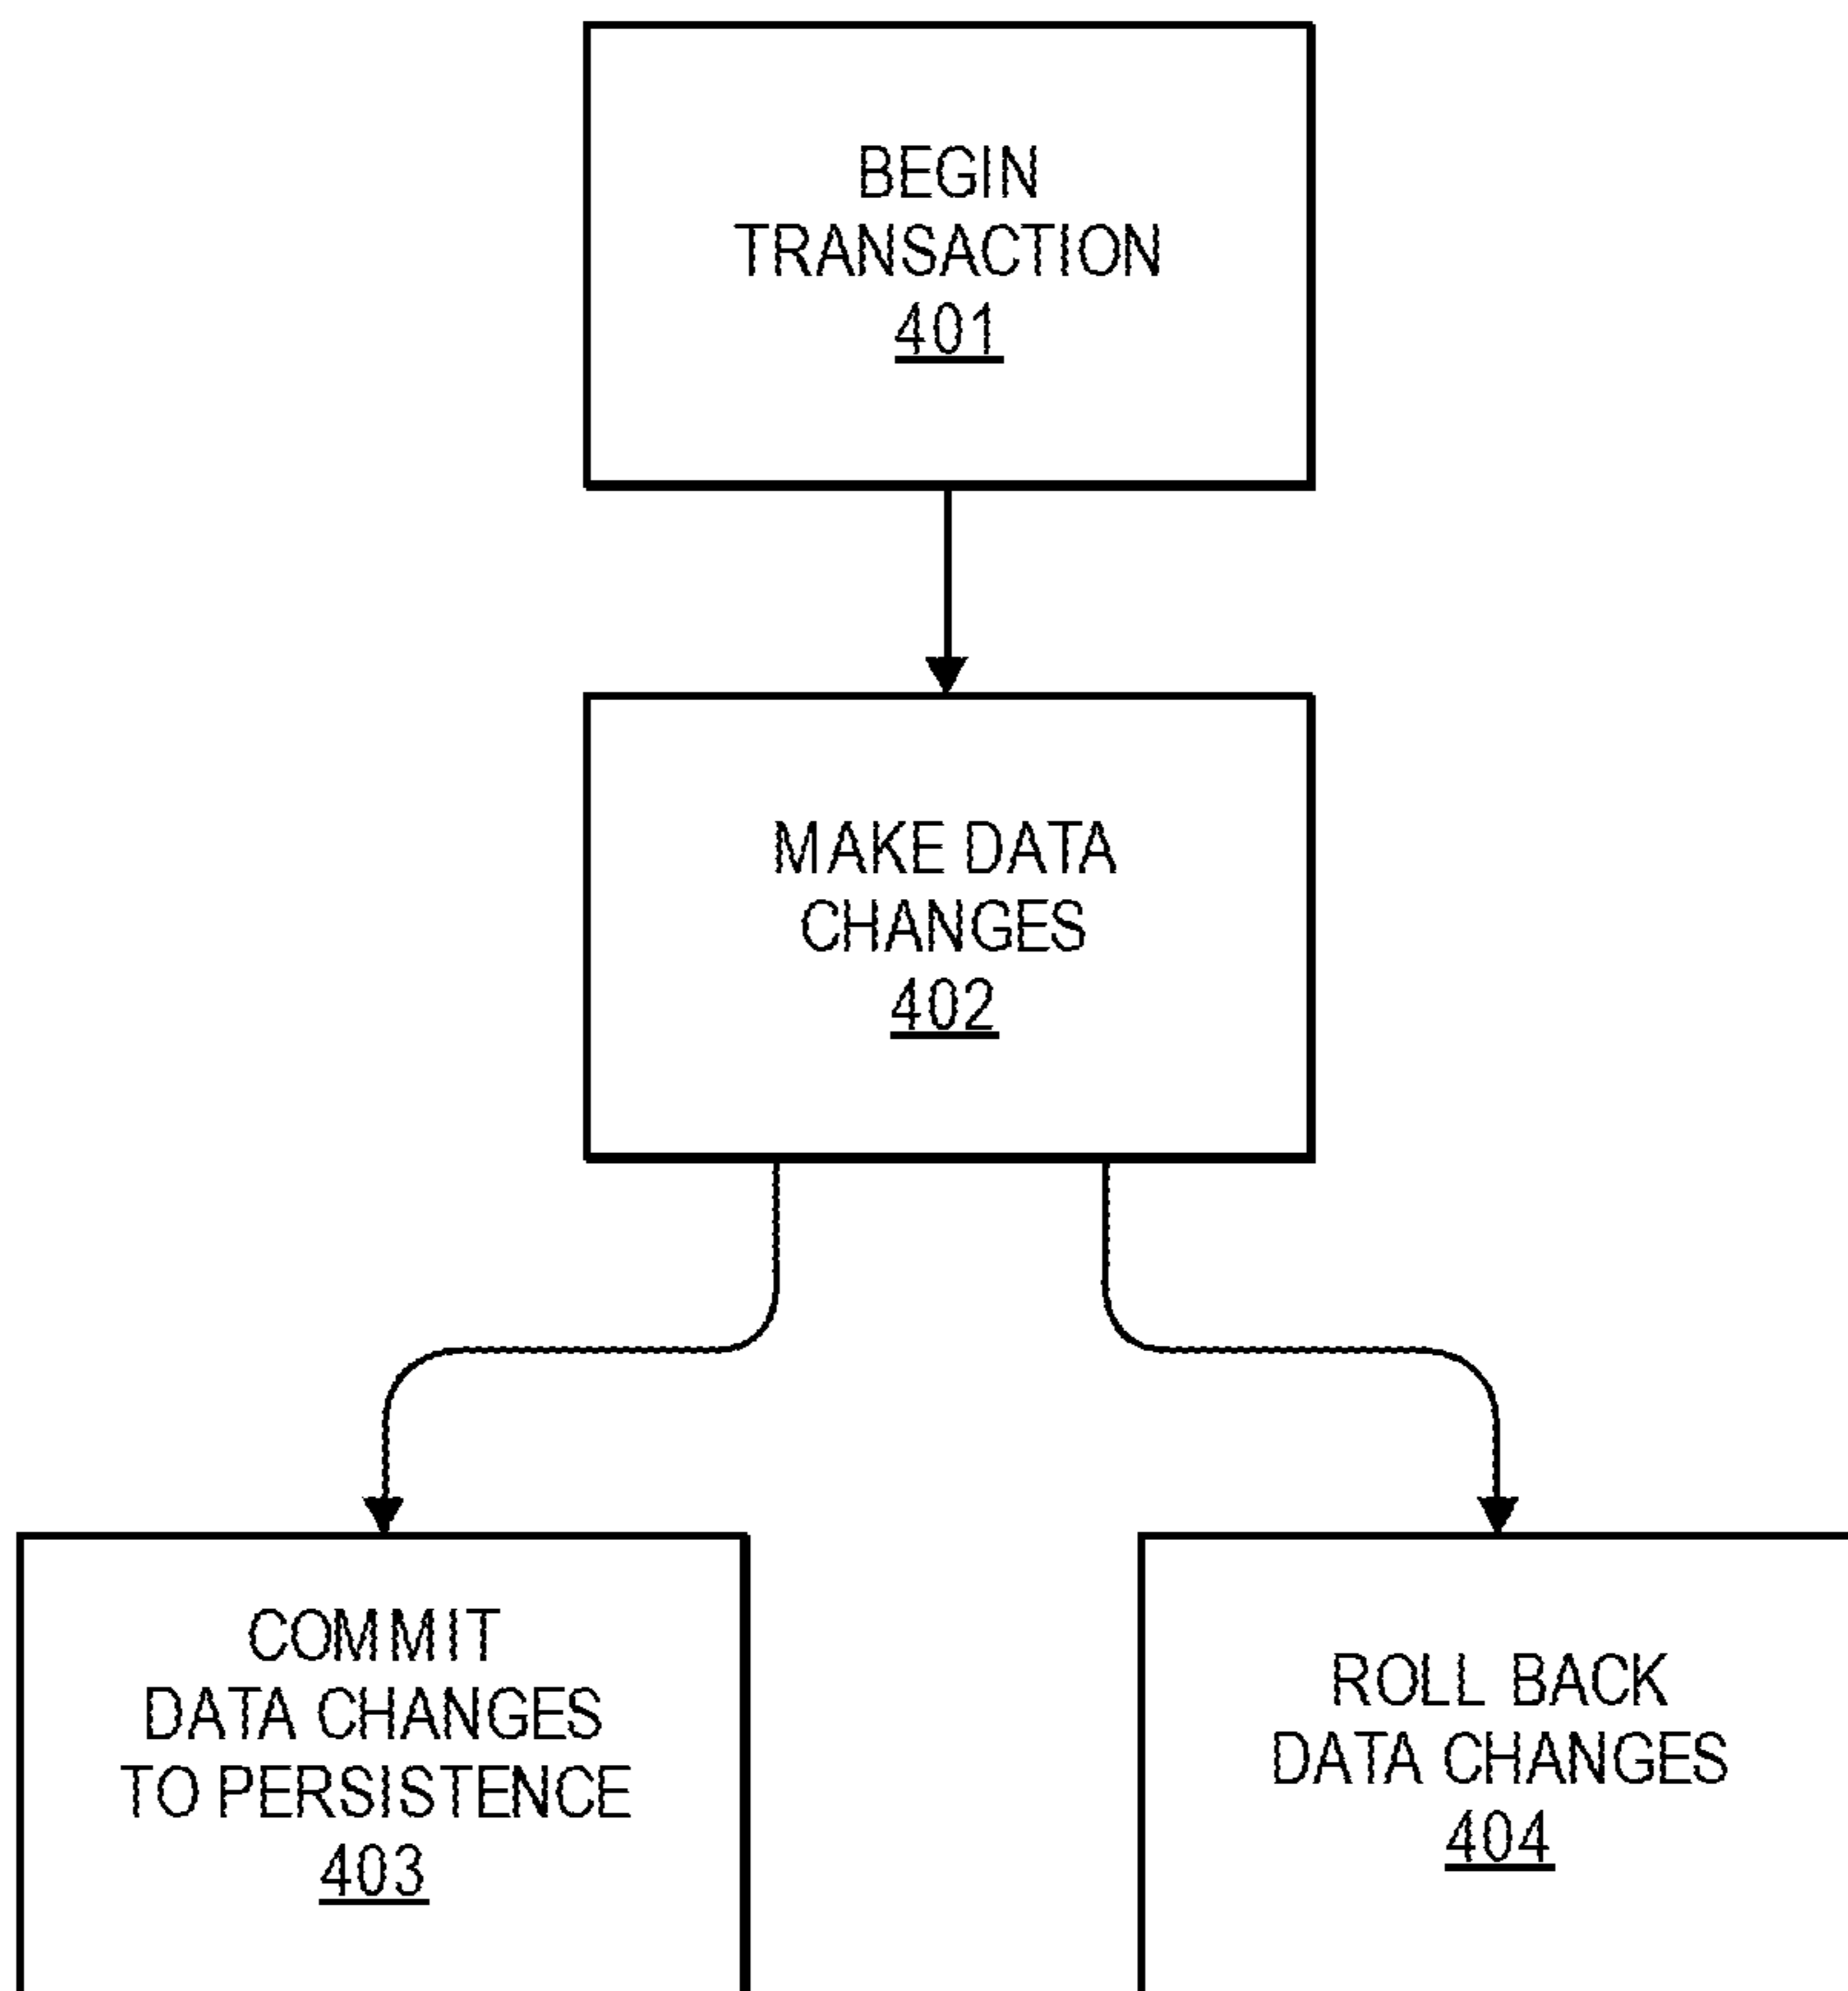 BEGIN
TRANSACTION
401
MAKE DATA
CHANGES
402
COMMIT
DATA CHANGES
TO PERSISTENCE
403
ROLL BACK
DATA CHANGES
404